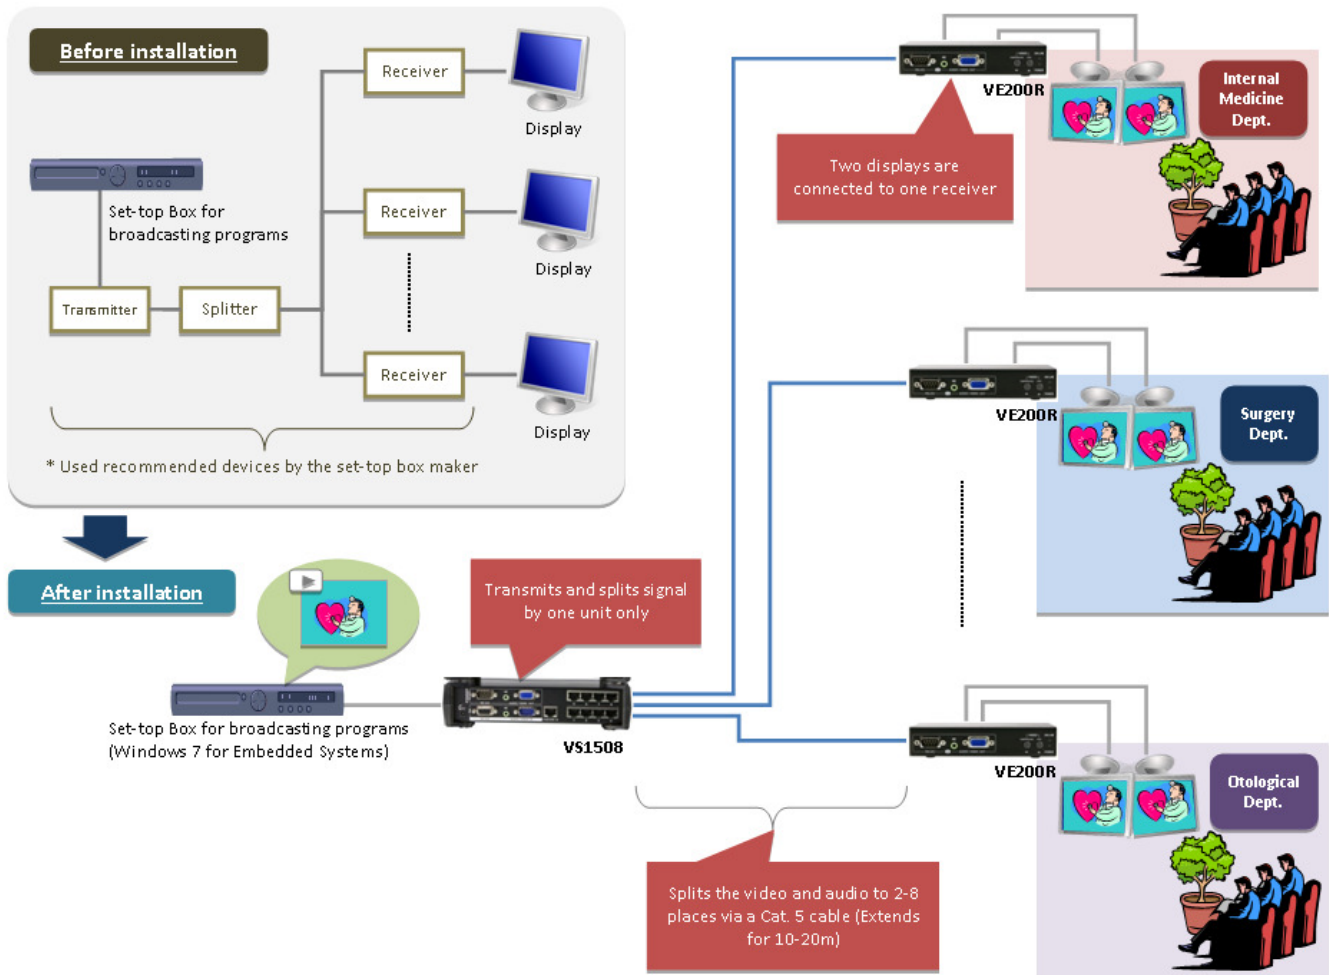 Before installation
Receiver
Display
Set-top Box for
broadcasting programs
Receiver
Display
Transmitter
Splitter
Receiver
Display
* Used recommended devices by the set-top box maker
After installation
Set-top Box for broadcasting programs
(Windows 7 for Embedded Systems)
Transmits and splits signal
by one unit only
VS1508
Splits the video and audio to 2-8
places via a Cat. 5 cable (Extends
for 10-20m)
VE200R
Two displays are
connected to one receiver
Internal
Medicine
Dept.
VE200R
Surgery
Dept.
VE200R
Otological
Dept.